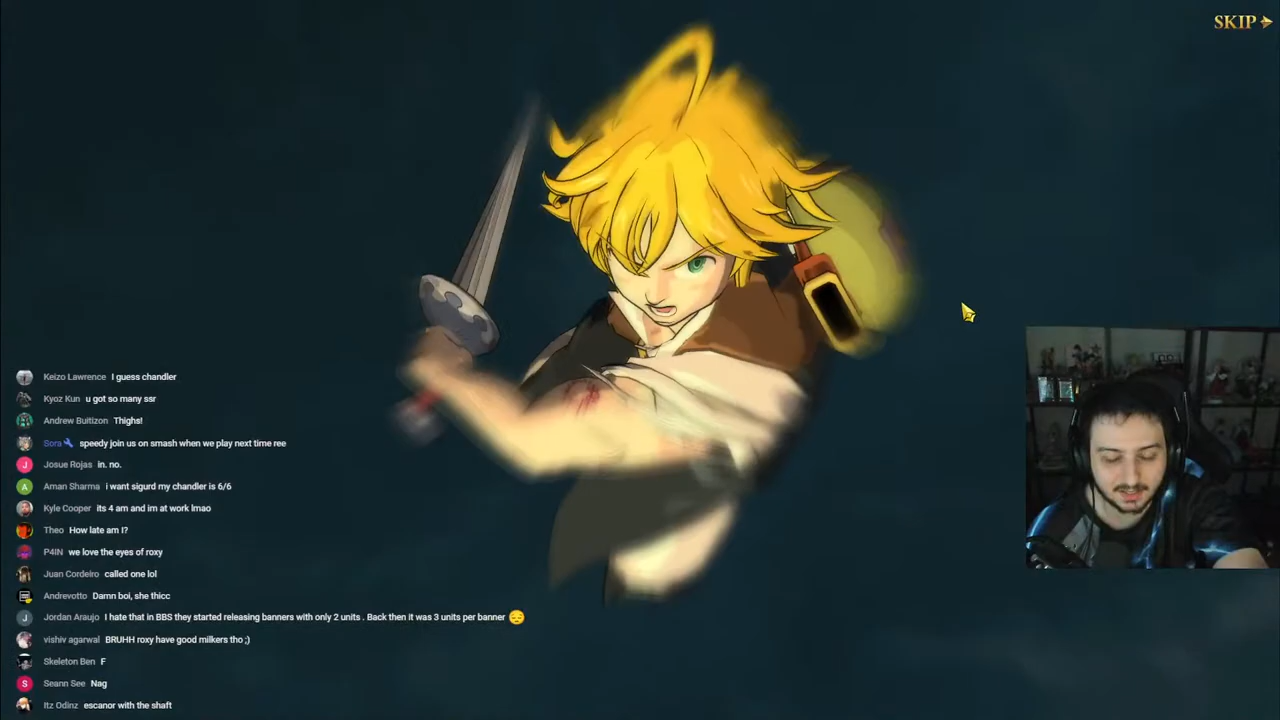 SKIP
Keizo Lawrence I guess chandler
Kyoz Kun u got so many ssr
Andrew Buitizon Thighs!
Sora speedy join us on smash when we play next time ree
Josue Rojas in. no.
Aman Sharma i want sigurd my chandler is 6/6
Kyle Cooper its 4 am and im at work lmao
Theo How late am I?
P4IN we love the eyes of roxy
Juan Cordeiro called one lol
Andrevotto Damn boi, she thicc
Jordan Araujo I hate that in BBS they started releasing banners with only 2 units . Back then it was 3 units per banner 😔
vishiv agarwal BRUHH roxy have good milkers tho ;)
Skeleton Ben F
Seann See Nag
Itz Odinz escanor with the shaft